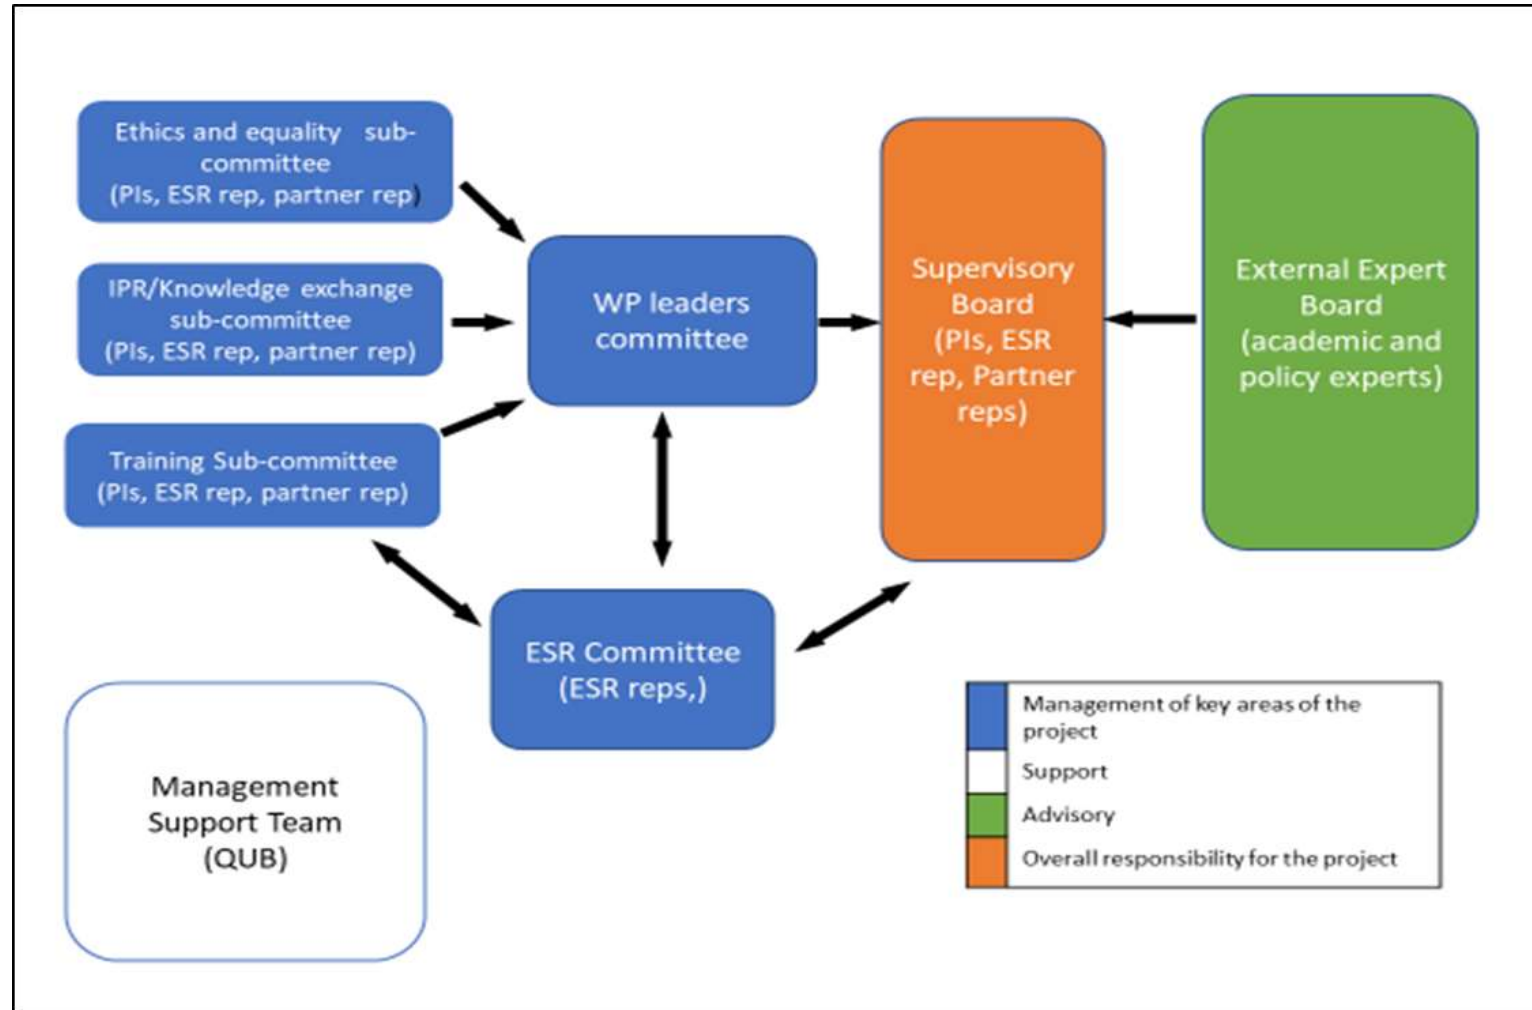 Ethics and equality sub-
committee
(PIs, ESR rep, partner rep)
IPR/Knowledge exchange
sub-committee
(PIs, ESR rep, partner rep)
Training Sub-committee
(PIs, ESR rep, partner rep)
WP leaders
committee
Supervisory
Board
(PIs, ESR
rep, Partner
reps)
External Expert
Board
(academic and
policy experts)
ESR Committee
(ESR reps,)
Management
Support Team
(QUB)
Management of key areas of the
project
Support
Advisory
Overall responsibility for the project